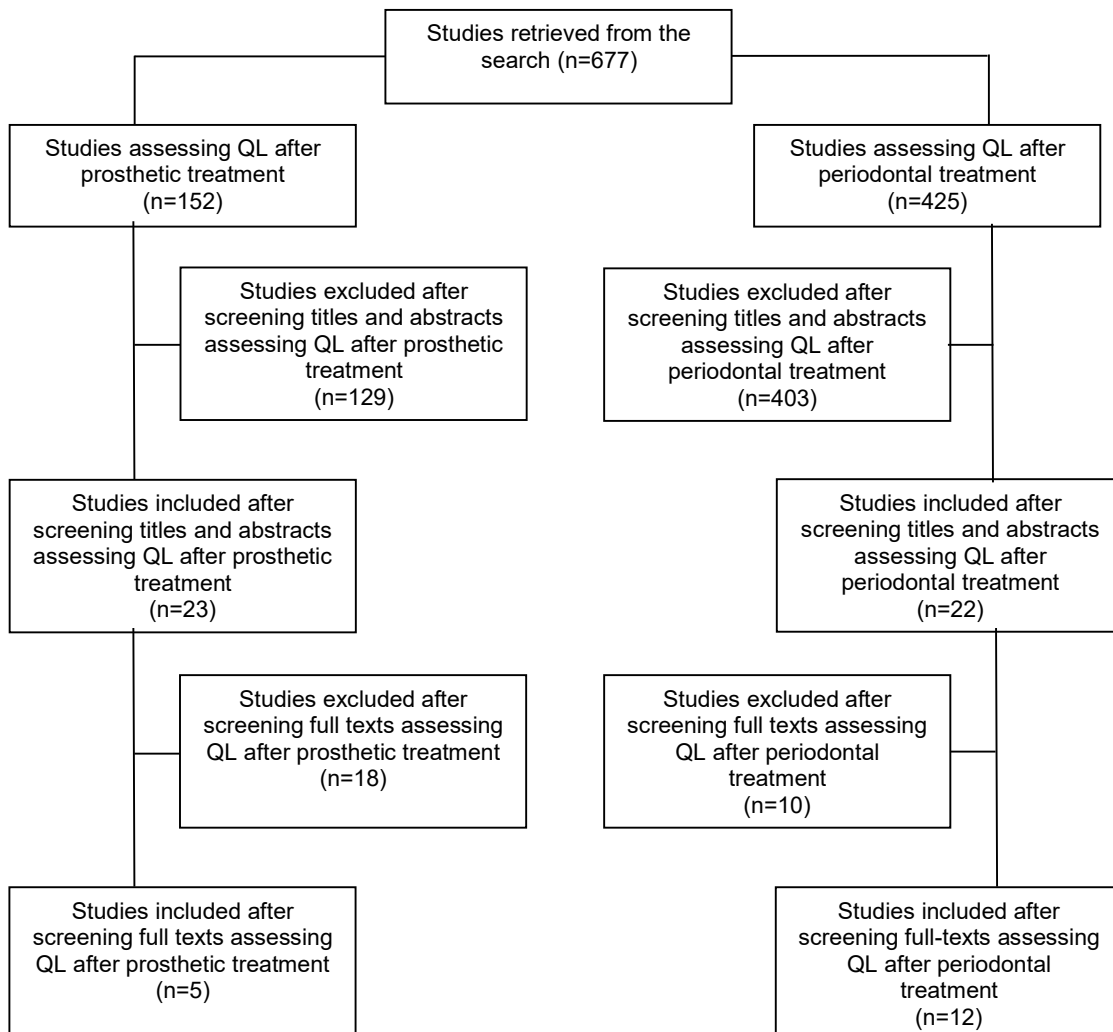 Studies retrieved from the
search (n=677)
Studies assessing QL after
prosthetic treatment
(n=152)
Studies assessing QL after
periodontal treatment
(n=425)
Studies excluded after
screening titles and abstracts
assessing QL after prosthetic
treatment
(n=129)
Studies excluded after
screening titles and abstracts
assessing QL after
periodontal treatment
(n=403)
Studies included after
screening titles and abstracts
assessing QL after prosthetic
treatment
(n=23)
Studies included after
screening titles and abstracts
assessing QL after
periodontal treatment
(n=22)
Studies excluded after
screening full texts assessing
QL after prosthetic treatment
(n=18)
Studies excluded after
screening full texts assessing
QL after periodontal
treatment
(n=10)
Studies included after
screening full texts assessing
QL after prosthetic treatment
(n=5)
Studies included after
screening full-texts assessing
QL after periodontal
treatment
(n=12)